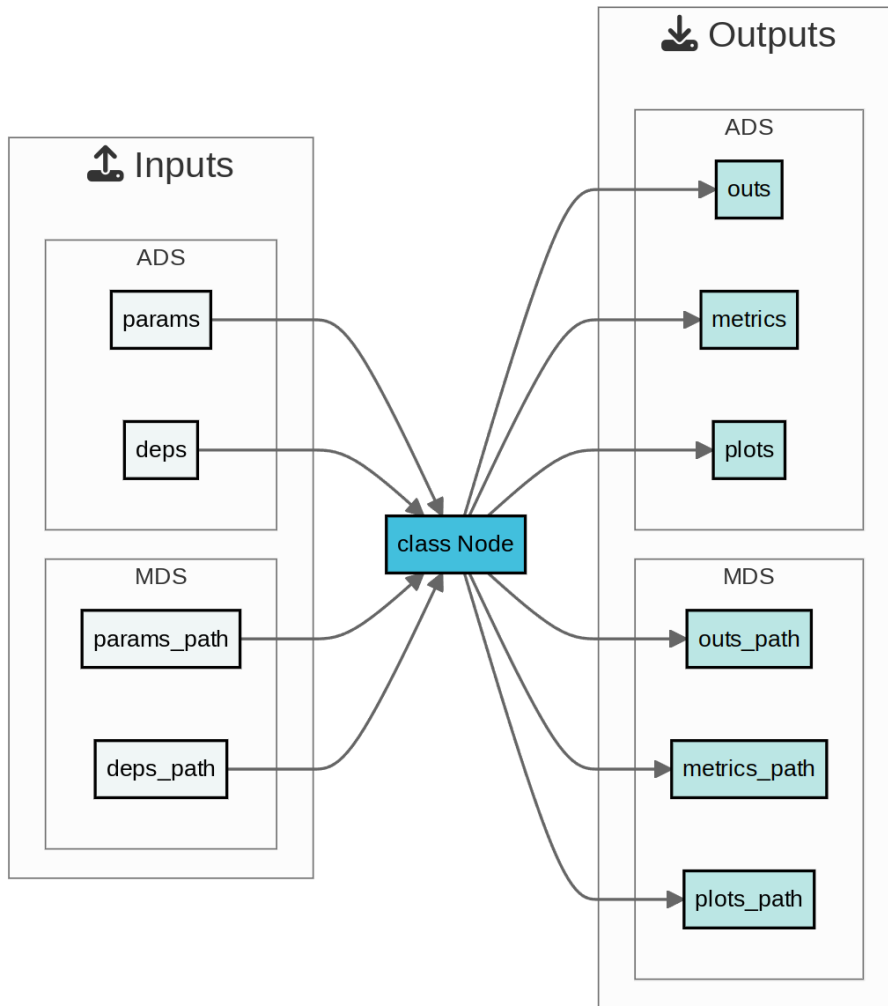 Inputs
ADS
params
deps
MDS
params_path
deps_path
class Node
Outputs
ADS
outs
metrics
plots
MDS
outs_path
metrics_path
plots_path